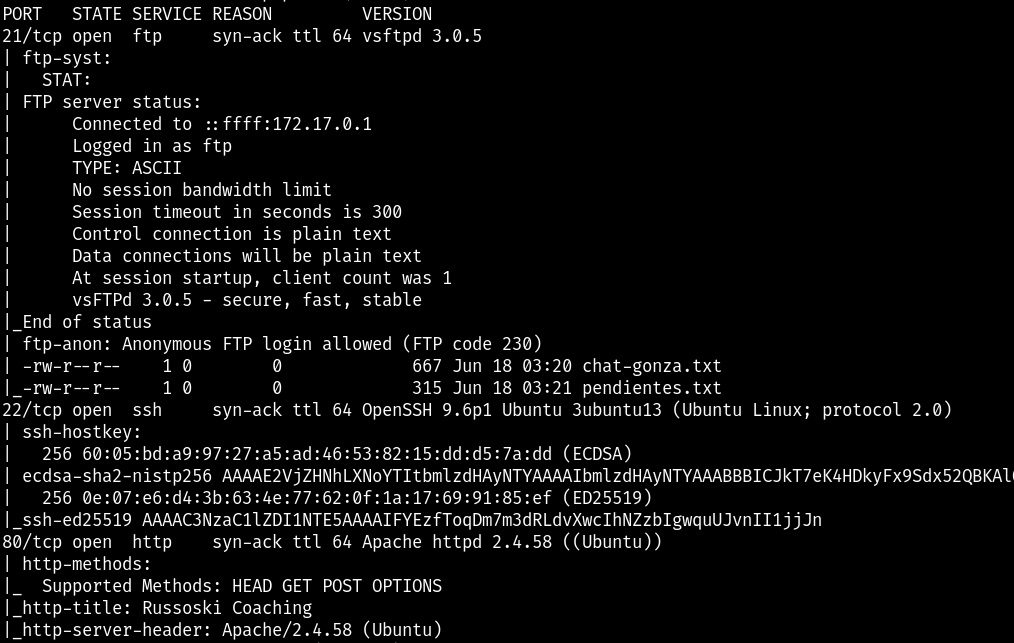 PORT   STATE SERVICE REASON         VERSION
21/tcp open  ftp     syn-ack ttl 64 vsftpd 3.0.5
| ftp-syst:
|   STAT:
| FTP server status:
|      Connected to ::ffff:172.17.0.1
|      Logged in as ftp
|      TYPE: ASCII
|      No session bandwidth limit
|      Session timeout in seconds is 300
|      Control connection is plain text
|      Data connections will be plain text
|      At session startup, client count was 1
|      vsFTPd 3.0.5 - secure, fast, stable
|_End of status
| ftp-anon: Anonymous FTP login allowed (FTP code 230)
| -rw-r--r--    1 0        0             667 Jun 18 03:20 chat-gonza.txt
|_-rw-r--r--    1 0        0             315 Jun 18 03:21 pendientes.txt
22/tcp open  ssh     syn-ack ttl 64 OpenSSH 9.6p1 Ubuntu 3ubuntu13 (Ubuntu Linux; protocol 2.0)
| ssh-hostkey:
|   256 60:05:bd:a9:97:27:a5:ad:46:53:82:15:dd:d5:7a:dd (ECDSA)
| ecdsa-sha2-nistp256 AAAAE2VjZHNhLXNoYTItbmlzdHAyNTYAAAAIbmlzdHAyNTYAAABBBICJkT7eK4HDkyFx9Sdx52QBKAl
|   256 0e:07:e6:d4:3b:63:4e:77:62:0f:1a:17:69:91:85:ef (ED25519)
|_ssh-ed25519 AAAAC3NzaC1lZDI1NTE5AAAAIFYEzfToqDm7m3dRLdvXwcIhNZzbIgwquUJvnII1jjJn
80/tcp open  http    syn-ack ttl 64 Apache httpd 2.4.58 ((Ubuntu))
| http-methods:
|_  Supported Methods: HEAD GET POST OPTIONS
|_http-title: Russoski Coaching
|_http-server-header: Apache/2.4.58 (Ubuntu)